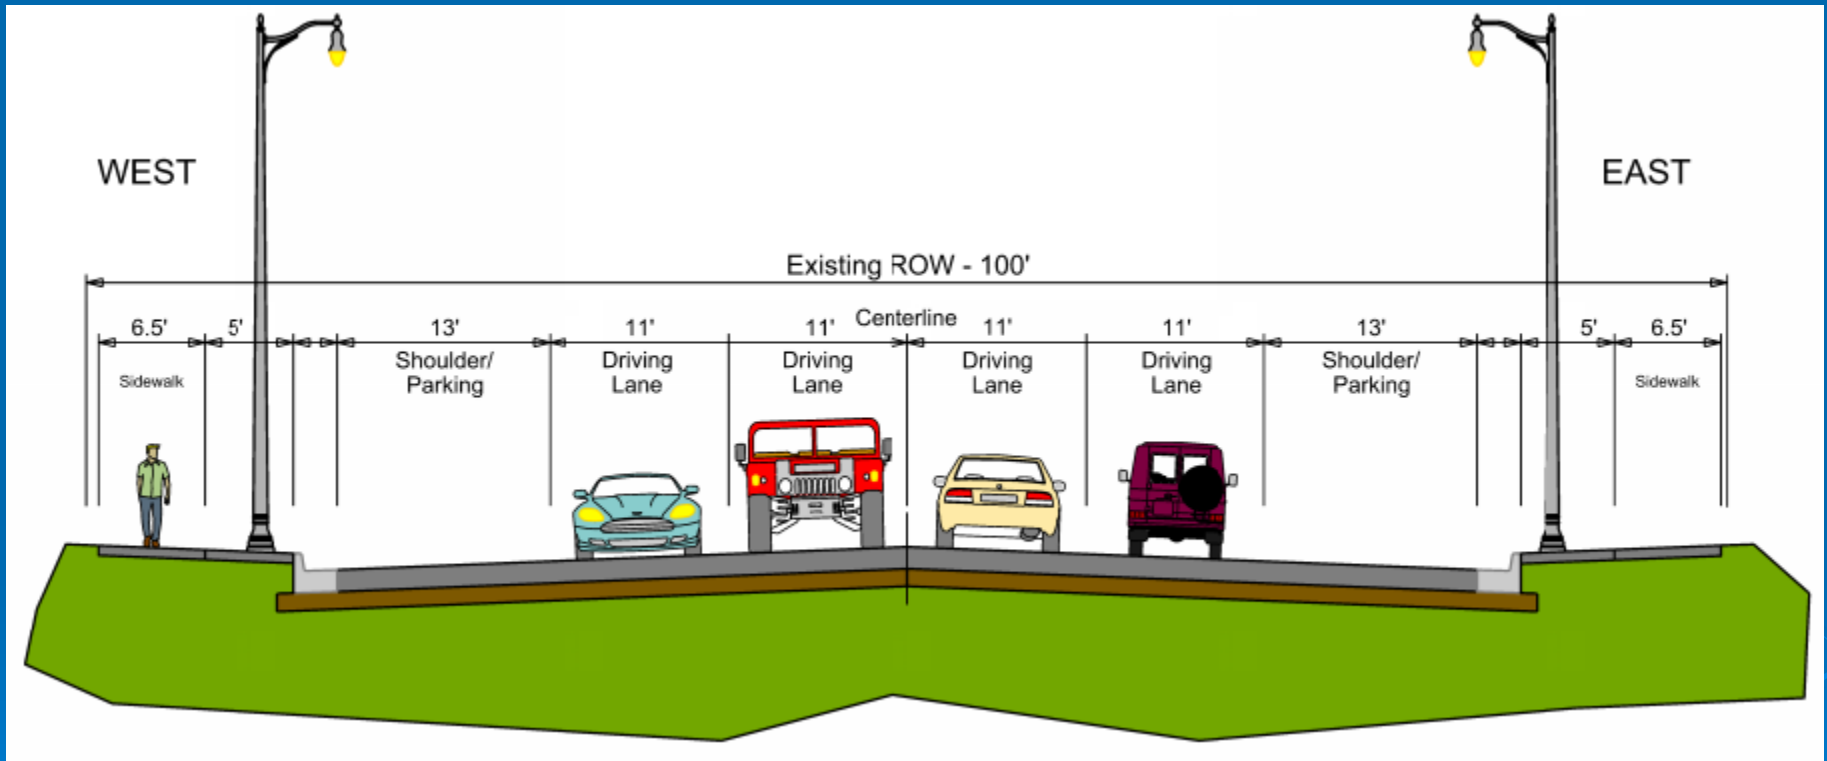 WEST
EAST
Existing ROW - 100'
6.5'
5'
13'
11'
11'
Centerline
11'
11'
13'
5'
6.5'
Sidewalk
Shoulder/
Parking
Driving
Lane
Driving
Lane
Driving
Lane
Driving
Lane
Shoulder/
Parking
Sidewalk